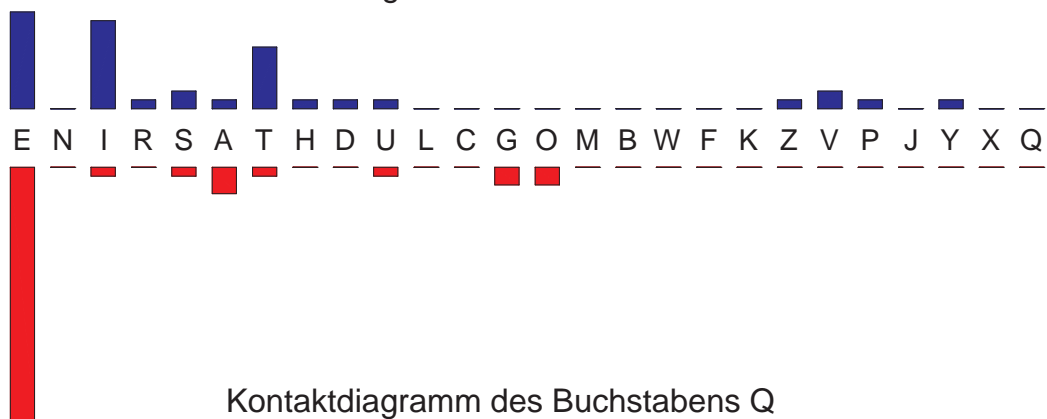 E N I R S A T H D U L C G O M B W F K Z V P J Y X Q
Kontaktdiagramm des Buchstabens Q